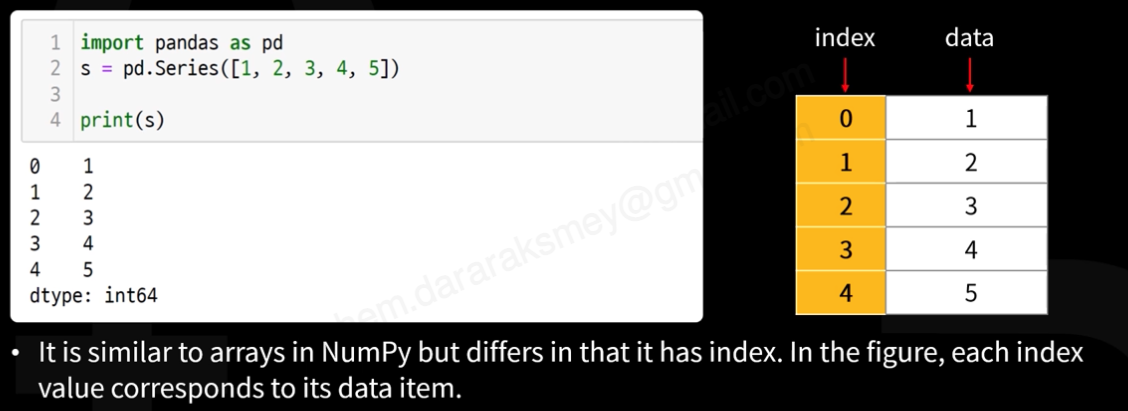 1 import pandas as pd
2 s = pd.Series([1, 2, 3, 4, 5])
3
4 print(s)
0 1
1 2
2 3
3 4
4 5
dtype: int64
index data
0 1
1 2
2 3
3 4
4 5
• It is similar to arrays in NumPy but differs in that it has index. In the figure, each index
value corresponds to its data item.
hem.dararaksmey@gmail.com